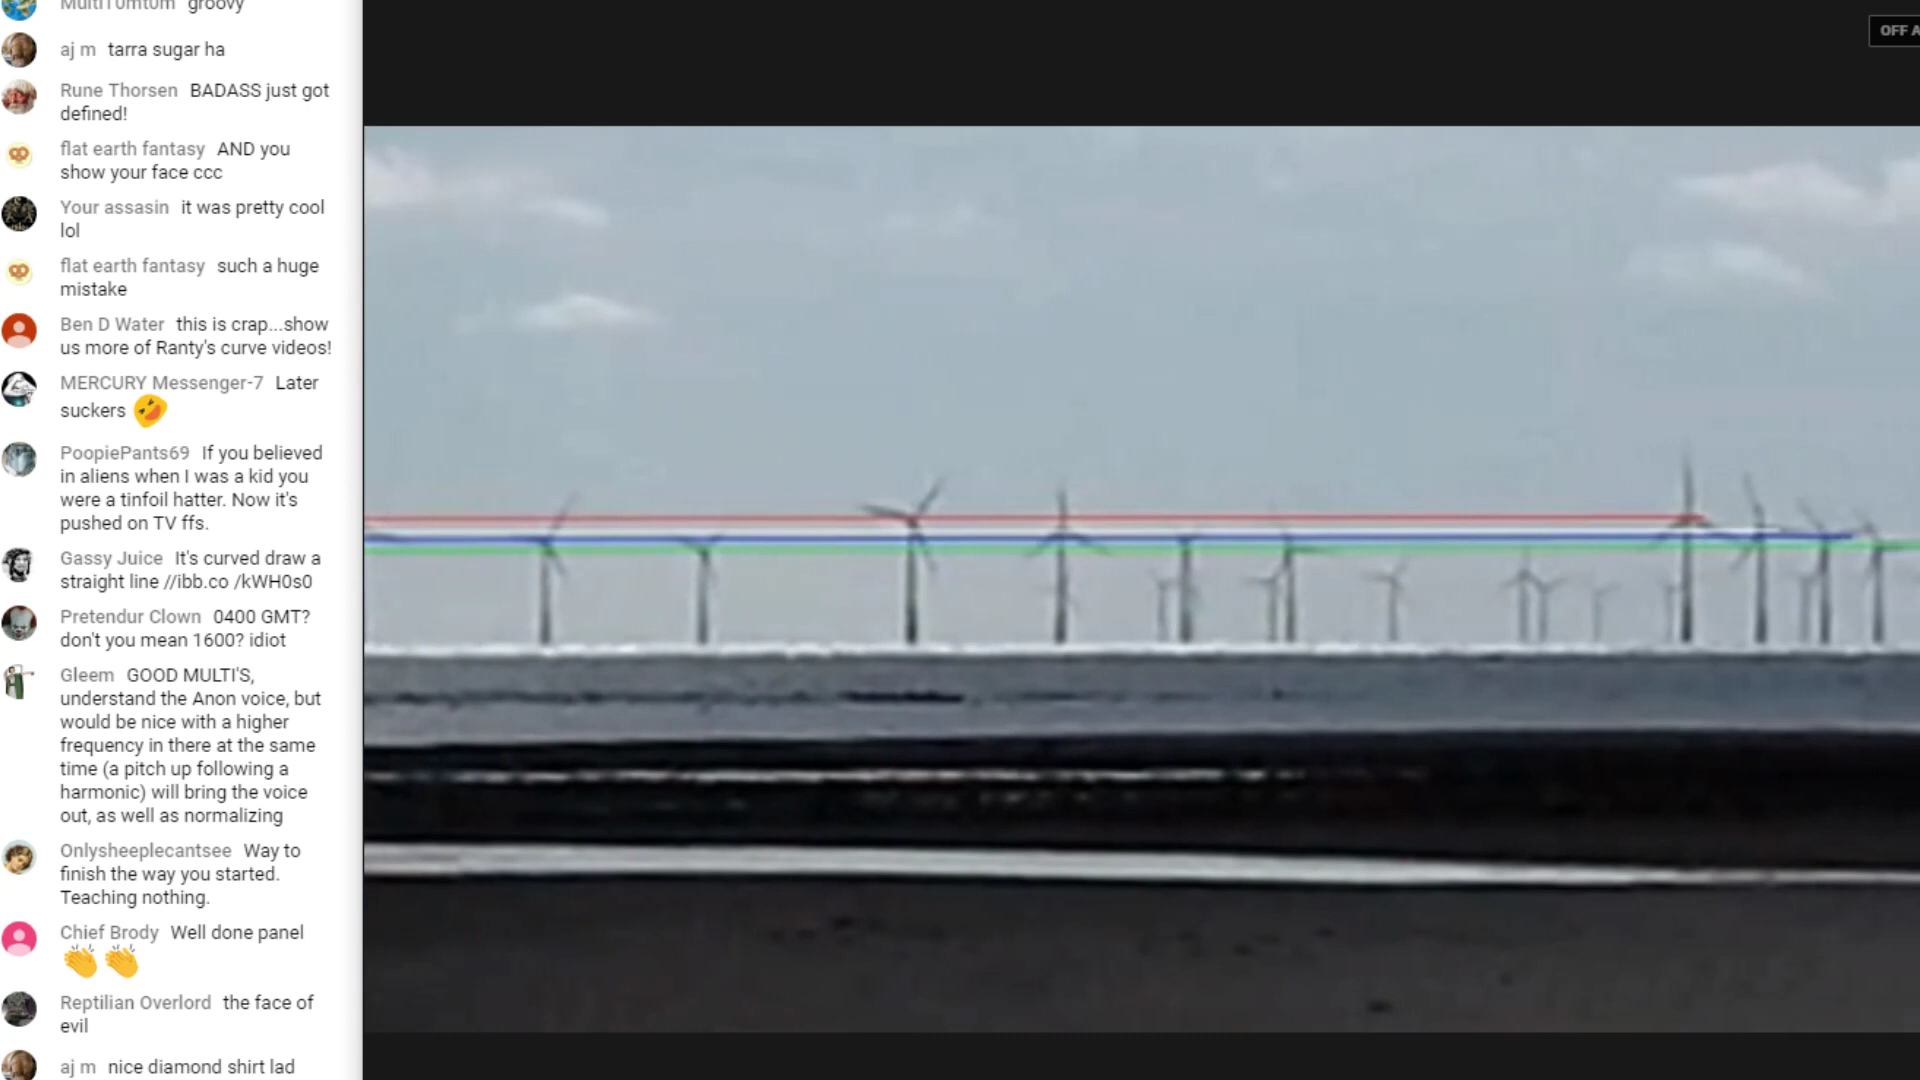 MultiT0mt0m groovy
aj m tarra sugar ha
Rune Thorsen BADASS just got
defined!
flat earth fantasy AND you
show your face ccc
Your assasin it was pretty cool
lol
flat earth fantasy such a huge
mistake
Ben D Water this is crap...show
us more of Ranty's curve videos!
MERCURY Messenger-7 Later
suckers 🤣
PoopiePants69 If you believed
in aliens when I was a kid you
were a tinfoil hatter. Now it's
pushed on TV ffs.
Gassy Juice It's curved draw a
straight line //ibb.co /kWH0s0
Pretendur Clown 0400 GMT?
don't you mean 1600? idiot
Gleem GOOD MULTI'S,
understand the Anon voice, but
would be nice with a higher
frequency in there at the same
time (a pitch up following a
harmonic) will bring the voice
out, as well as normalizing
Onlysheeplecantsee Way to
finish the way you started.
Teaching nothing.
Chief Brody Well done panel
👏 👏
Reptilian Overlord the face of
evil
aj m nice diamond shirt lad
OFF A